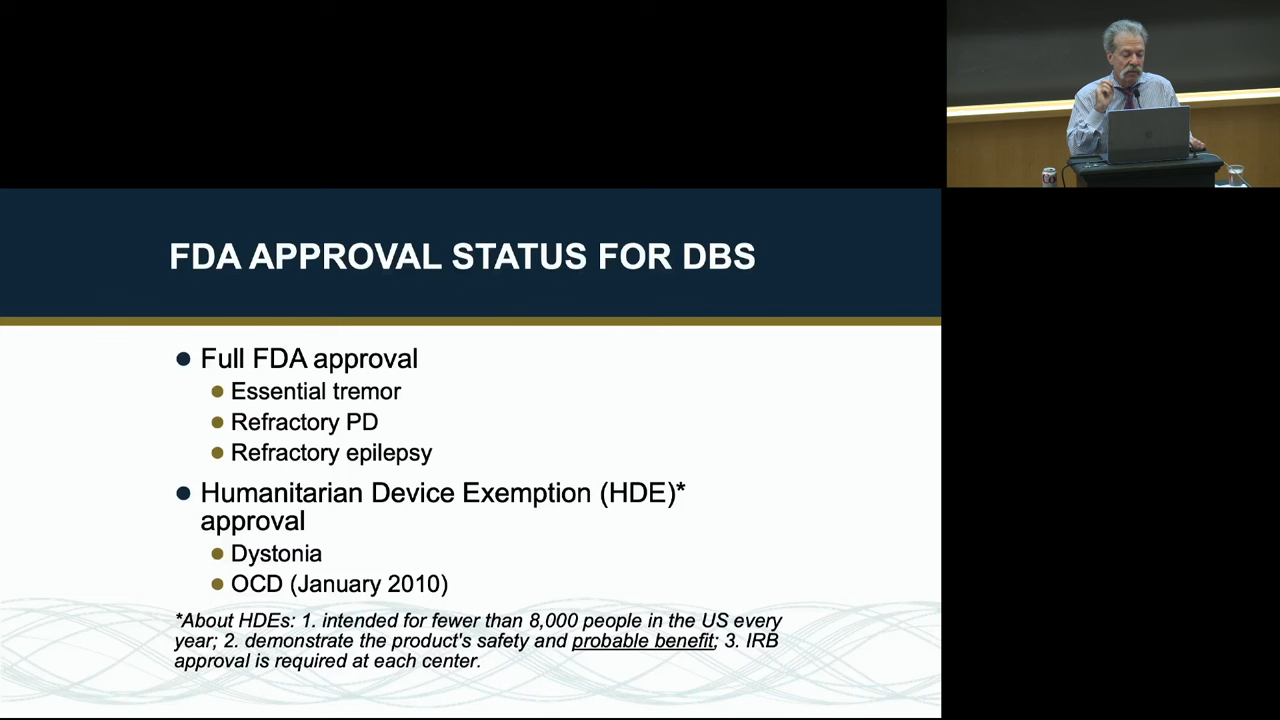 FDA APPROVAL STATUS FOR DBS
Full FDA approval
Essential tremor
Refractory PD
Refractory epilepsy
Humanitarian Device Exemption (HDE)*
approval
Dystonia
OCD (January 2010)
*About HDEs: 1. intended for fewer than 8,000 people in the US every
year; 2. demonstrate the product's safety and probable benefit; 3. IRB
approval is required at each center.